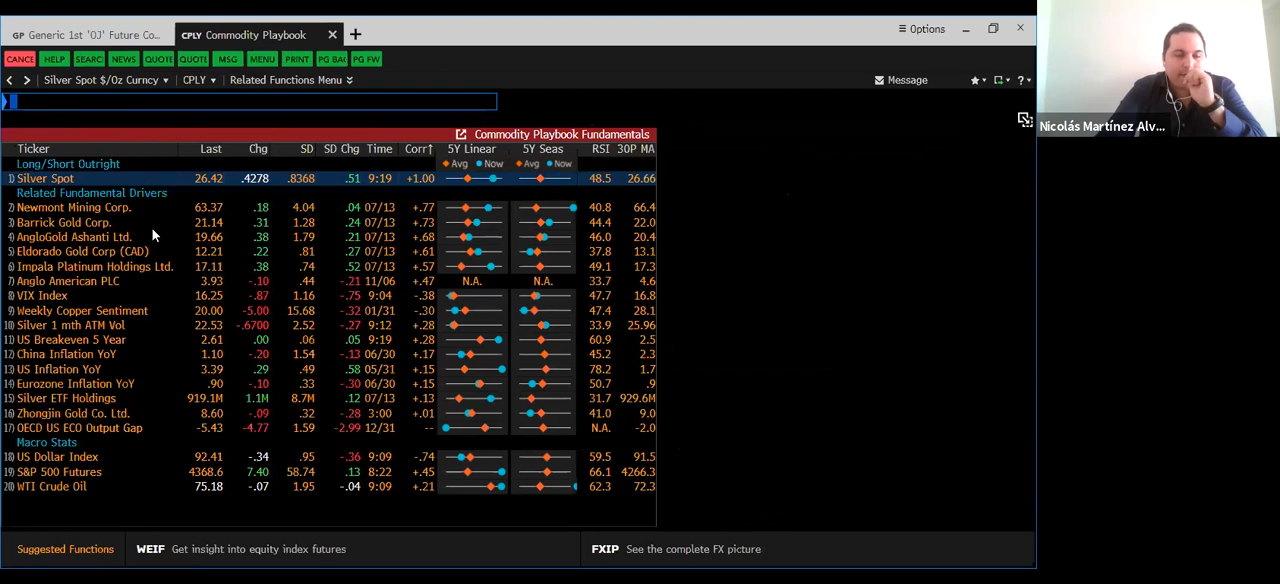 GP Generic 1st 'OJ' Future Co...
CPLY Commodity Playbook
Options
CANCE HELP SEARC NEWS QUOTE QUOTE MSG MENU PRINT PG BAC PG FW
Silver Spot $/Oz Curncy CPLY Related Functions Menu
Message
Nicolás Martínez Alv...
Commodity Playbook Fundamentals
Ticker Last Chg SD SD Chg Time Corr↑ 5Y Linear 5Y Seas RSI 30P MA
Long/Short Outright Avg Now Avg Now
1) Silver Spot 26.42 .4278 .8368 .51 9:19 +1.00 48.5 26.66
Related Fundamental Drivers
2) Newmont Mining Corp. 63.37 .18 4.04 .04 07/13 +.77 40.8 66.4
3) Barrick Gold Corp. 21.14 .31 1.28 .24 07/13 +.73 44.4 22.0
4) AngloGold Ashanti Ltd. 19.66 .38 1.79 .21 07/13 +.68 46.0 20.4
5) Eldorado Gold Corp (CAD) 12.21 .22 .81 .27 07/13 +.61 37.8 13.1
6) Impala Platinum Holdings Ltd. 17.11 .38 .74 .52 07/13 +.57 49.1 17.3
7) Anglo American PLC 3.93 -.10 .44 -.21 11/06 +.47 N.A. N.A. 33.7 4.6
8) VIX Index 16.25 -.87 1.16 -.75 9:04 -.38 47.7 16.8
9) Weekly Copper Sentiment 20.00 -5.00 15.68 -.32 01/31 -.30 47.4 28.1
10) Silver 1 mth ATM Vol 22.53 -.6700 2.52 -.27 9:12 +.28 33.9 25.96
11) US Breakeven 5 Year 2.61 .00 .06 .05 9:19 +.28 60.9 2.5
12) China Inflation YoY 1.10 -.20 1.54 -.13 06/30 +.17 45.2 2.3
13) US Inflation YoY 3.39 .29 .49 .58 05/31 +.15 78.2 1.7
14) Eurozone Inflation YoY .90 -.10 .33 -.30 06/30 +.15 50.7 .9
15) Silver ETF Holdings 919.1M 1.1M 8.7M .12 07/13 +.13 31.7 929.6M
16) Zhongjin Gold Co. Ltd. 8.60 -.09 .32 -.28 3:00 +.01 41.0 9.0
17) OECD US ECO Output Gap -5.43 -4.77 1.59 -2.99 12/31 -- N.A. -2.0
Macro Stats
18) US Dollar Index 92.41 -.34 .95 -.36 9:09 -.74 59.5 91.5
19) S&P 500 Futures 4368.6 7.40 58.74 .13 8:22 +.45 66.1 4266.3
20) WTI Crude Oil 75.18 -.07 1.95 -.04 9:09 +.21 62.3 72.3
Suggested Functions WEIF Get insight into equity index futures FXIP See the complete FX picture